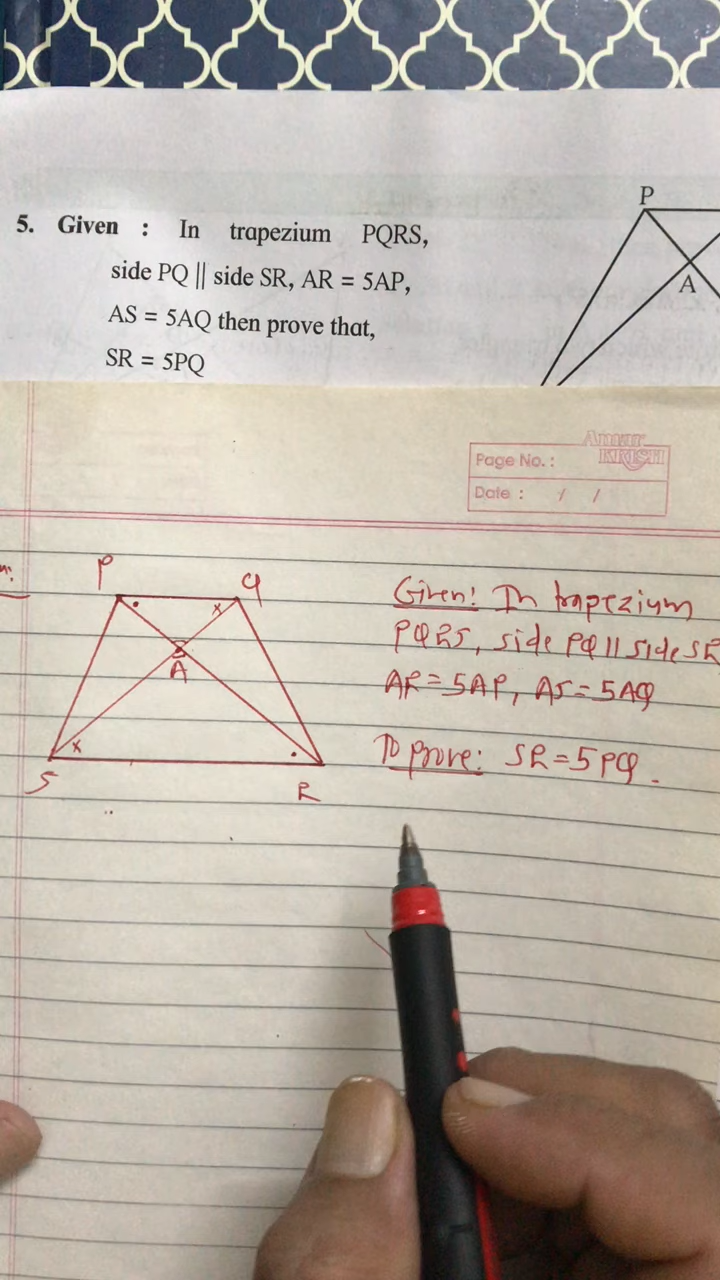 5. Given : In trapezium PQRS,
side PQ || side SR, AR = 5AP,
AS = 5AQ then prove that,
SR = 5PQ
P
A
Page No. :
Date : / /
P
Q
A
S
R
x
x
Given: In trapezium
PQRS, side PQ || side SR
AR = 5AP, AS = 5AQ
To prove: SR = 5PQ.